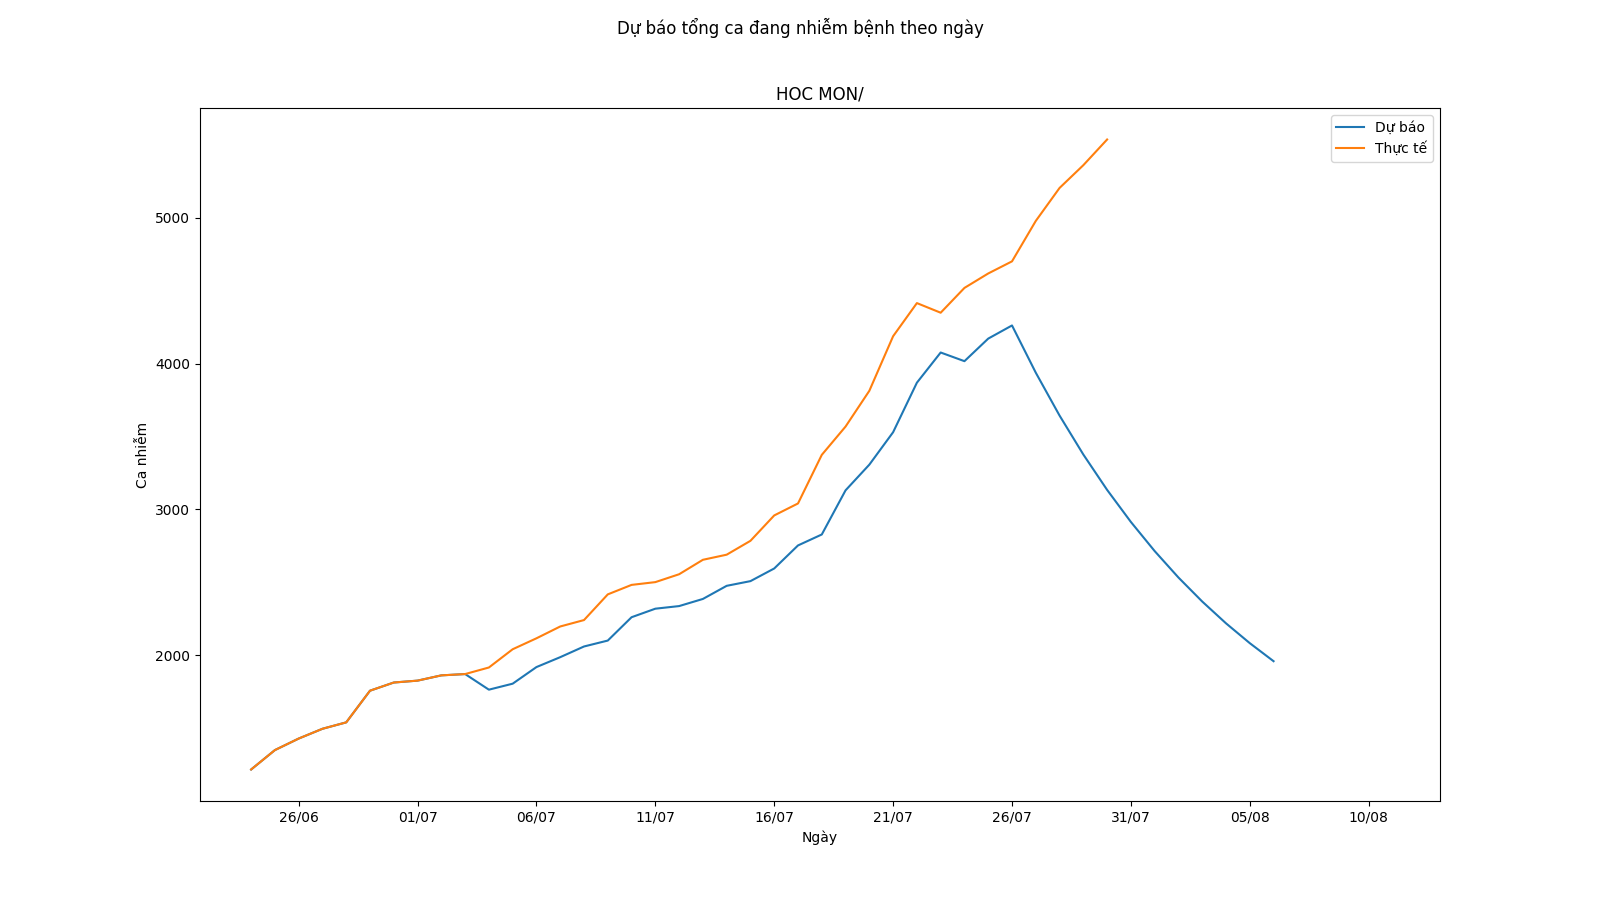 Dự báo tổng ca đang nhiễm bệnh theo ngày
HOC MON/
Dự báo
Thực tế
5000
4000
3000
2000
Ca nhiễm
26/06 01/07 06/07 11/07 16/07 21/07 26/07 31/07 05/08 10/08
Ngày